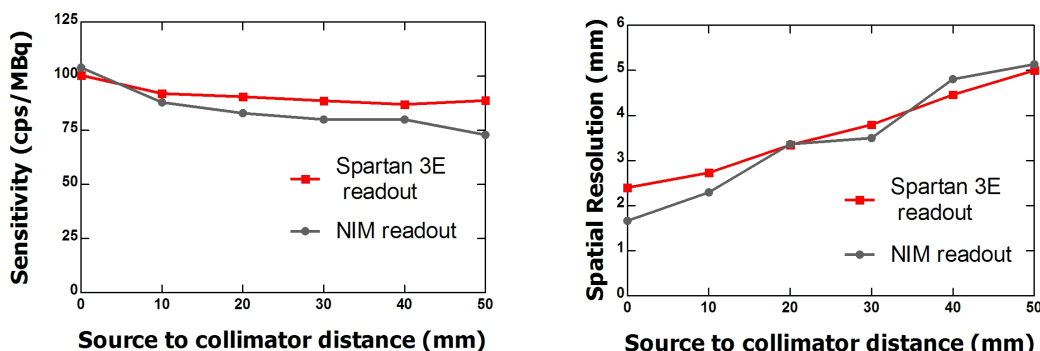 Sensitivity (cps/MBq)
125
100
75
50
25
0
0 10 20 30 40 50
Source to collimator distance (mm)
Spartan 3E
readout
NIM readout
Spatial Resolution (mm)
6
5
4
3
2
1
0
0 10 20 30 40 50
Source to collimator distance (mm)
Spartan 3E
readout
NIM readout